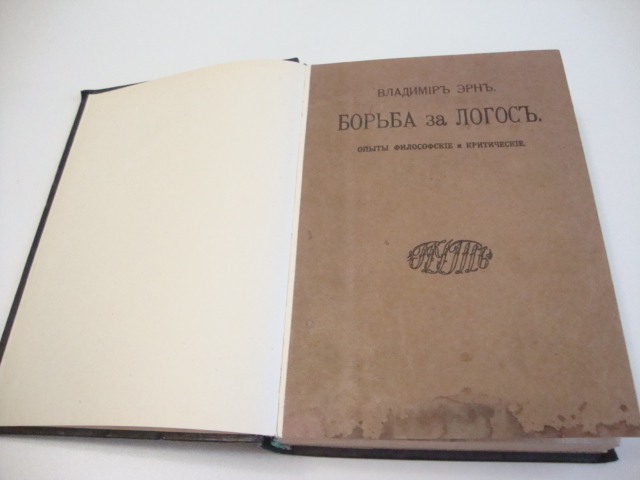 ВЛАДИМІРЪ ЭРНЪ.
БОРЬБА за ЛОГОСЪ.
ОПЫТЫ ФИЛОСОФСКІЕ и КРИТИЧЕСКІЕ.
ПУТЬ